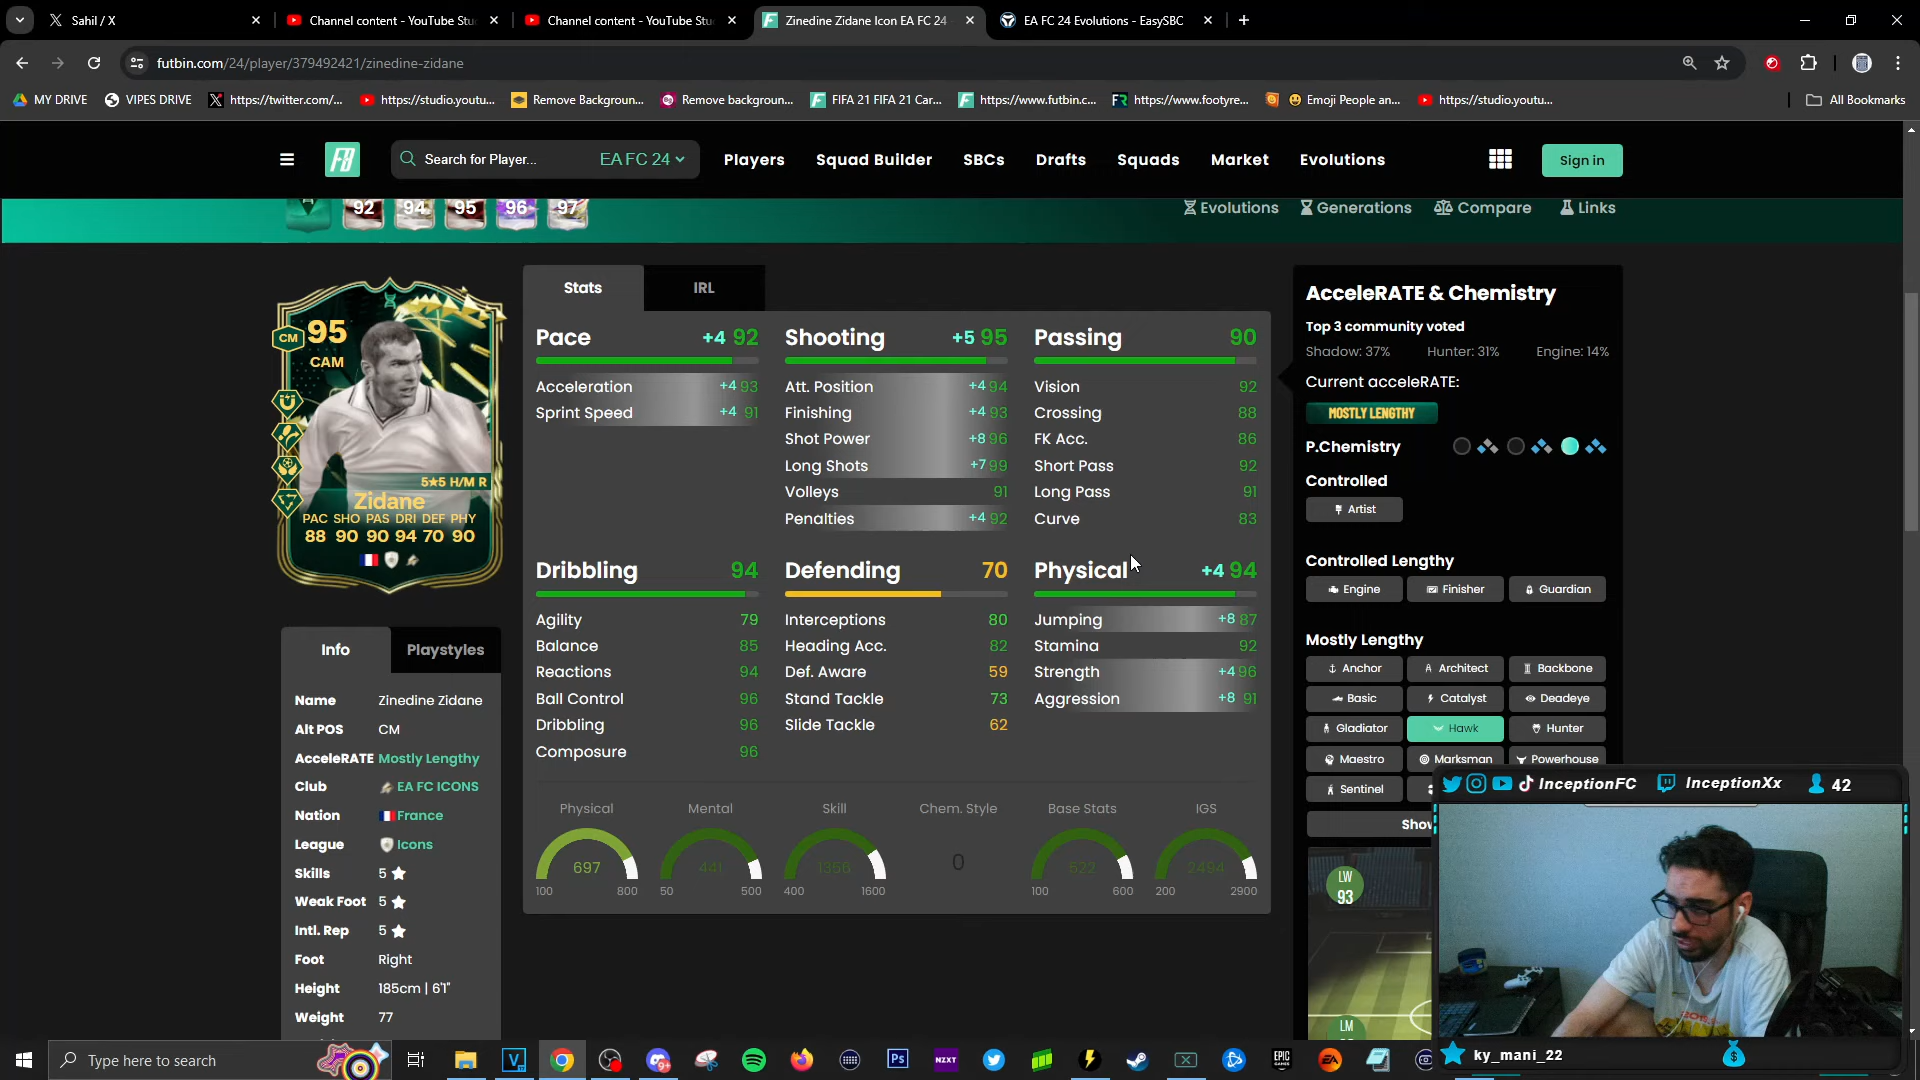 Sahil / X
Channel content - YouTube Stu
Channel content - YouTube Stu
Zinedine Zidane Icon EA FC 24
EA FC 24 Evolutions - EasySBC
futbin.com/24/player/379492421/zinedine-zidane
MY DRIVE
VIPES DRIVE
https://twitter.com/...
https://studio.youtu...
Remove Backgroun...
Remove backgroun...
FIFA 21 FIFA 21 Car...
https://www.futbin.c...
https://www.footyre...
Emoji People an...
https://studio.youtu...
All Bookmarks
Search for Player...
EA FC 24
Players
Squad Builder
SBCs
Drafts
Squads
Market
Evolutions
Sign in
92
94
95
96
97
Evolutions
Generations
Compare
Links
95
CM
CAM
5★5 H/M R
Zidane
PAC SHO PAS DRI DEF PHY
88 90 90 94 70 90
Stats
IRL
Pace +4 92
Acceleration +4 93
Sprint Speed +4 91
Shooting +5 95
Att. Position +4 94
Finishing +4 93
Shot Power +8 96
Long Shots +7 99
Volleys 91
Penalties +4 92
Passing 90
Vision 92
Crossing 88
FK Acc. 86
Short Pass 92
Long Pass 91
Curve 83
Dribbling 94
Agility 79
Balance 85
Reactions 94
Ball Control 96
Dribbling 96
Composure 96
Defending 70
Interceptions 80
Heading Acc. 82
Def. Aware 59
Stand Tackle 73
Slide Tackle 62
Physical +4 94
Jumping +8 87
Stamina 92
Strength +4 96
Aggression +8 91
Physical
697
100 800
Mental
441
50 500
Skill
1366
400 1600
Chem. Style
0
Base Stats
522
100 600
IGS
2494
200 2900
AcceleRATE & Chemistry
Top 3 community voted
Shadow: 37% Hunter: 31% Engine: 14%
Current acceleRATE:
MOSTLY LENGTHY
P.Chemistry
Controlled
Artist
Controlled Lengthy
Engine
Finisher
Guardian
Mostly Lengthy
Anchor
Architect
Backbone
Basic
Catalyst
Deadeye
Gladiator
Hawk
Hunter
Maestro
Marksman
Powerhouse
Sentinel
LW
93
LM
Info
Playstyles
Name Zinedine Zidane
Alt POS CM
AcceleRATE Mostly Lengthy
Club EA FC ICONS
Nation France
League Icons
Skills 5
Weak Foot 5
Intl. Rep 5
Foot Right
Height 185cm | 6'1"
Weight 77
InceptionFC
InceptionXx
42
ky_mani_22
Type here to search
NZXT
Ps
EPIC
GAMES
EA